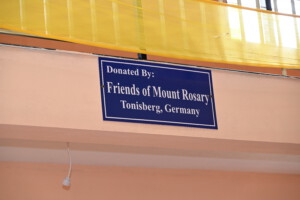 Donated By:
Friends of Mount Rosary
Tonisberg, Germany